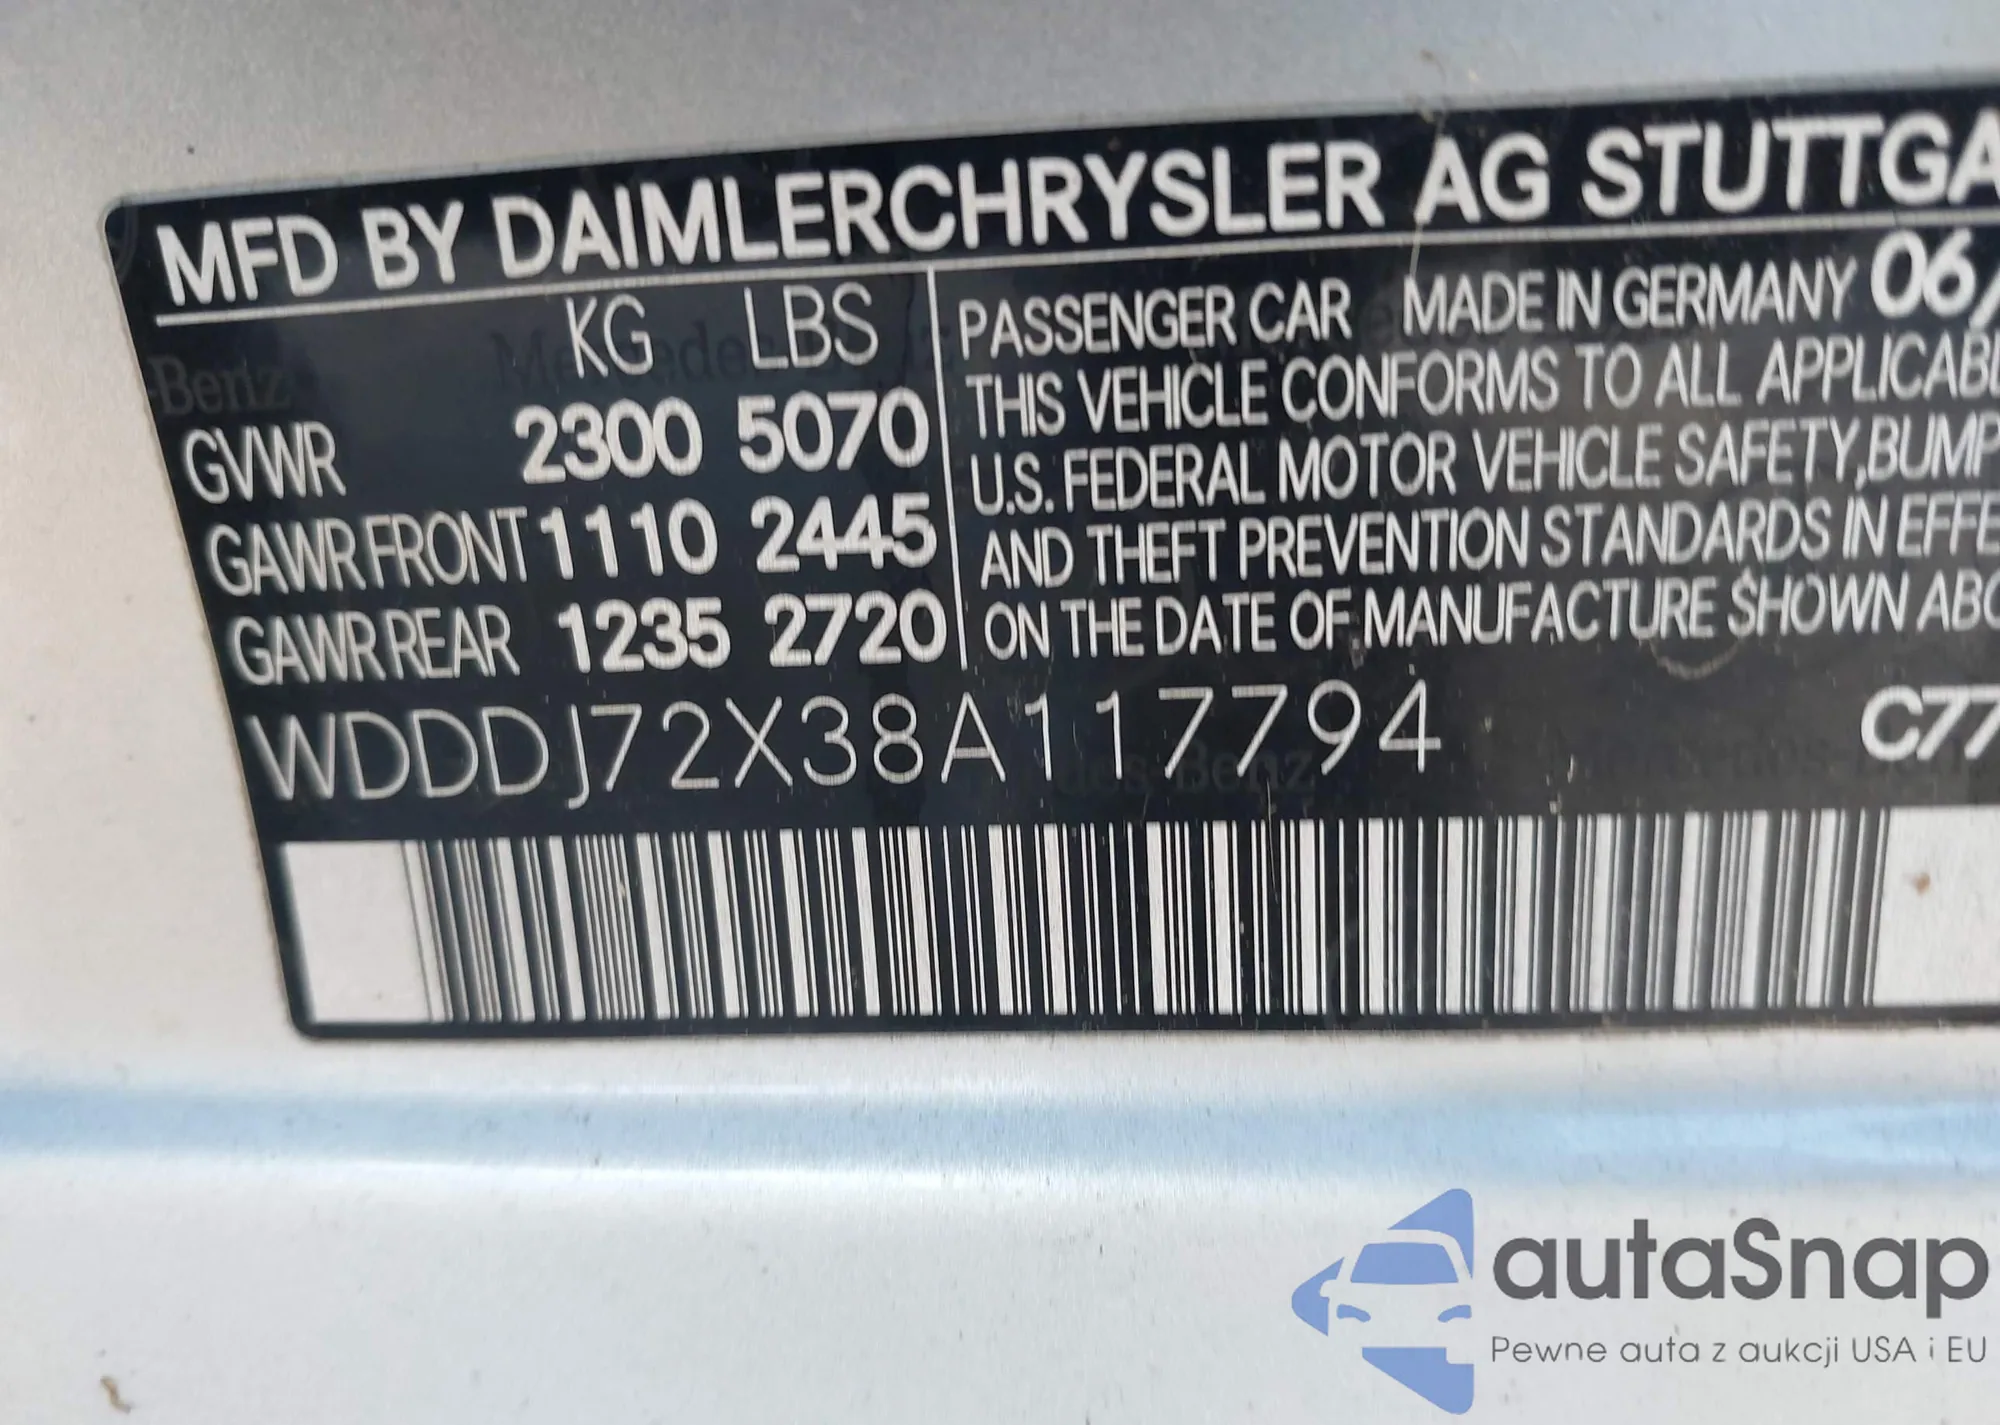 MFD BY DAIMLERCHRYSLER AG STUTTGA
KG LBS
GVWR 2300 5070
GAWR FRONT 1110 2445
GAWR REAR 1235 2720
PASSENGER CAR MADE IN GERMANY 06/
THIS VEHICLE CONFORMS TO ALL APPLICABL
U.S. FEDERAL MOTOR VEHICLE SAFETY,BUMP
AND THEFT PREVENTION STANDARDS IN EFFE
ON THE DATE OF MANUFACTURE SHOWN ABO
WDDDJ72X38A117794
C77
autaSnap
Pewne auta z aukcji USA i EU